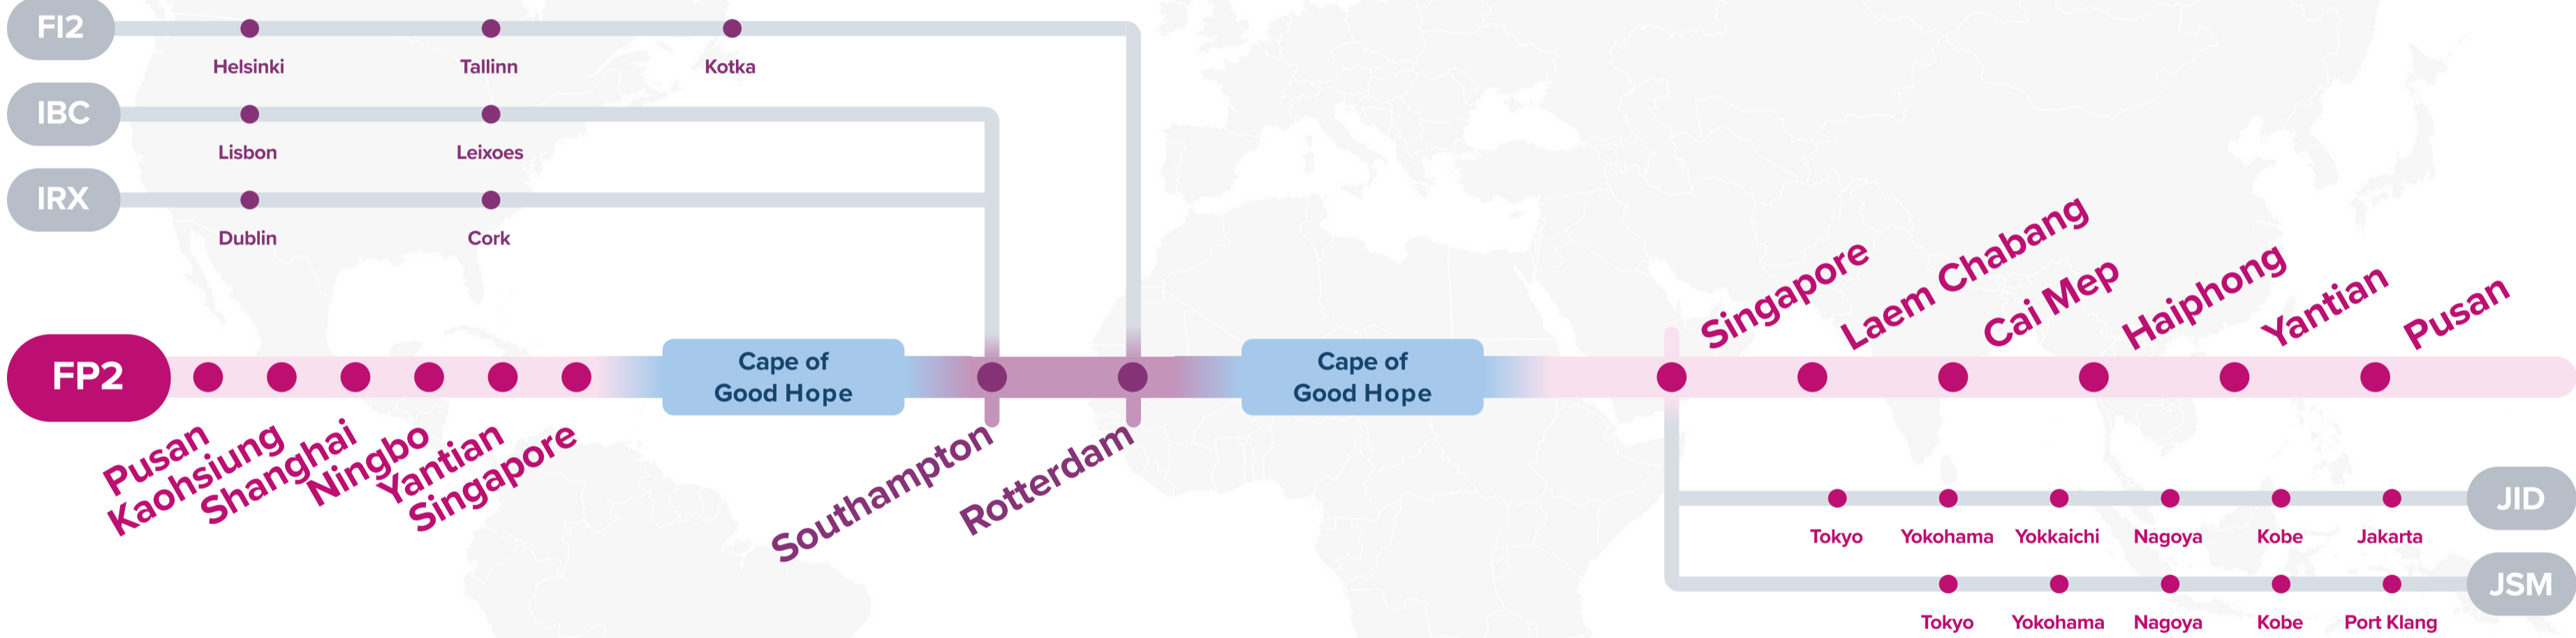 FI2
Helsinki
Tallinn
Kotka
IBC
Lisbon
Leixoes
IRX
Dublin
Cork
FP2
Pusan
Kaohsiung
Shanghai
Ningbo
Yantian
Singapore
Cape of
Good Hope
Southampton
Rotterdam
Cape of
Good Hope
Singapore
Laem Chabang
Cai Mep
Haiphong
Yantian
Pusan
Tokyo
Yokohama
Yokkaichi
Nagoya
Kobe
Jakarta
JID
Tokyo
Yokohama
Nagoya
Kobe
Port Klang
JSM